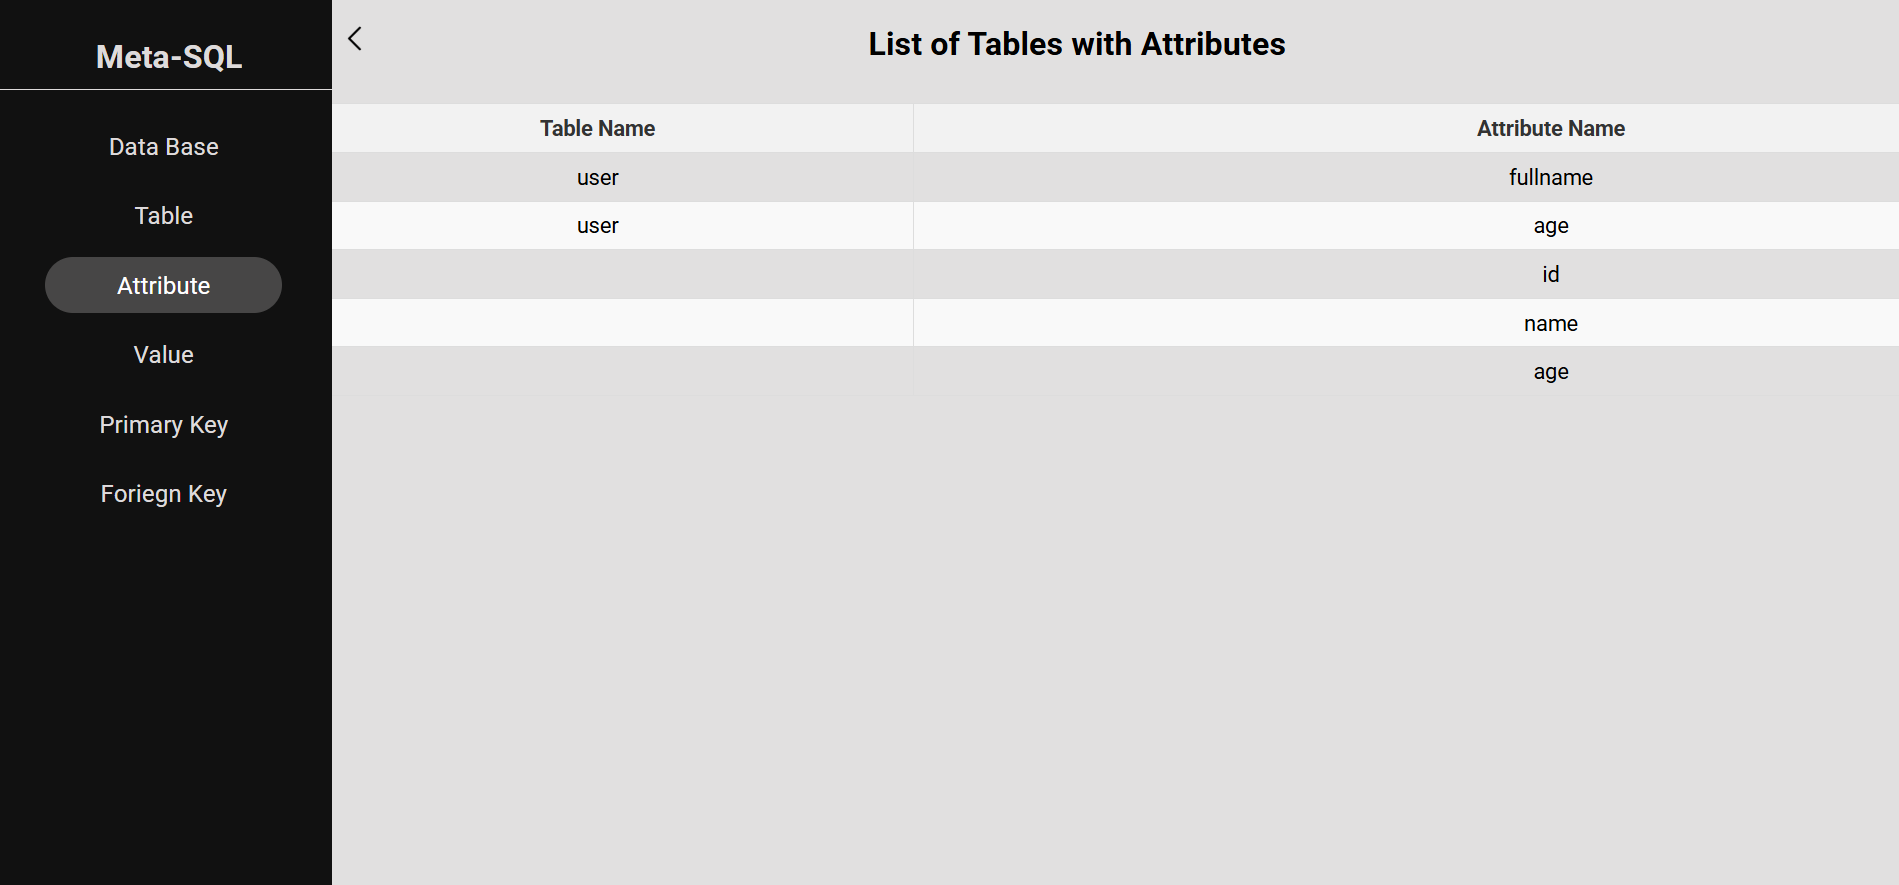 Meta-SQL
Data Base
Table
Attribute
Value
Primary Key
Foriegn Key
List of Tables with Attributes
Table Name Attribute Name
user fullname
user age
id
name
age